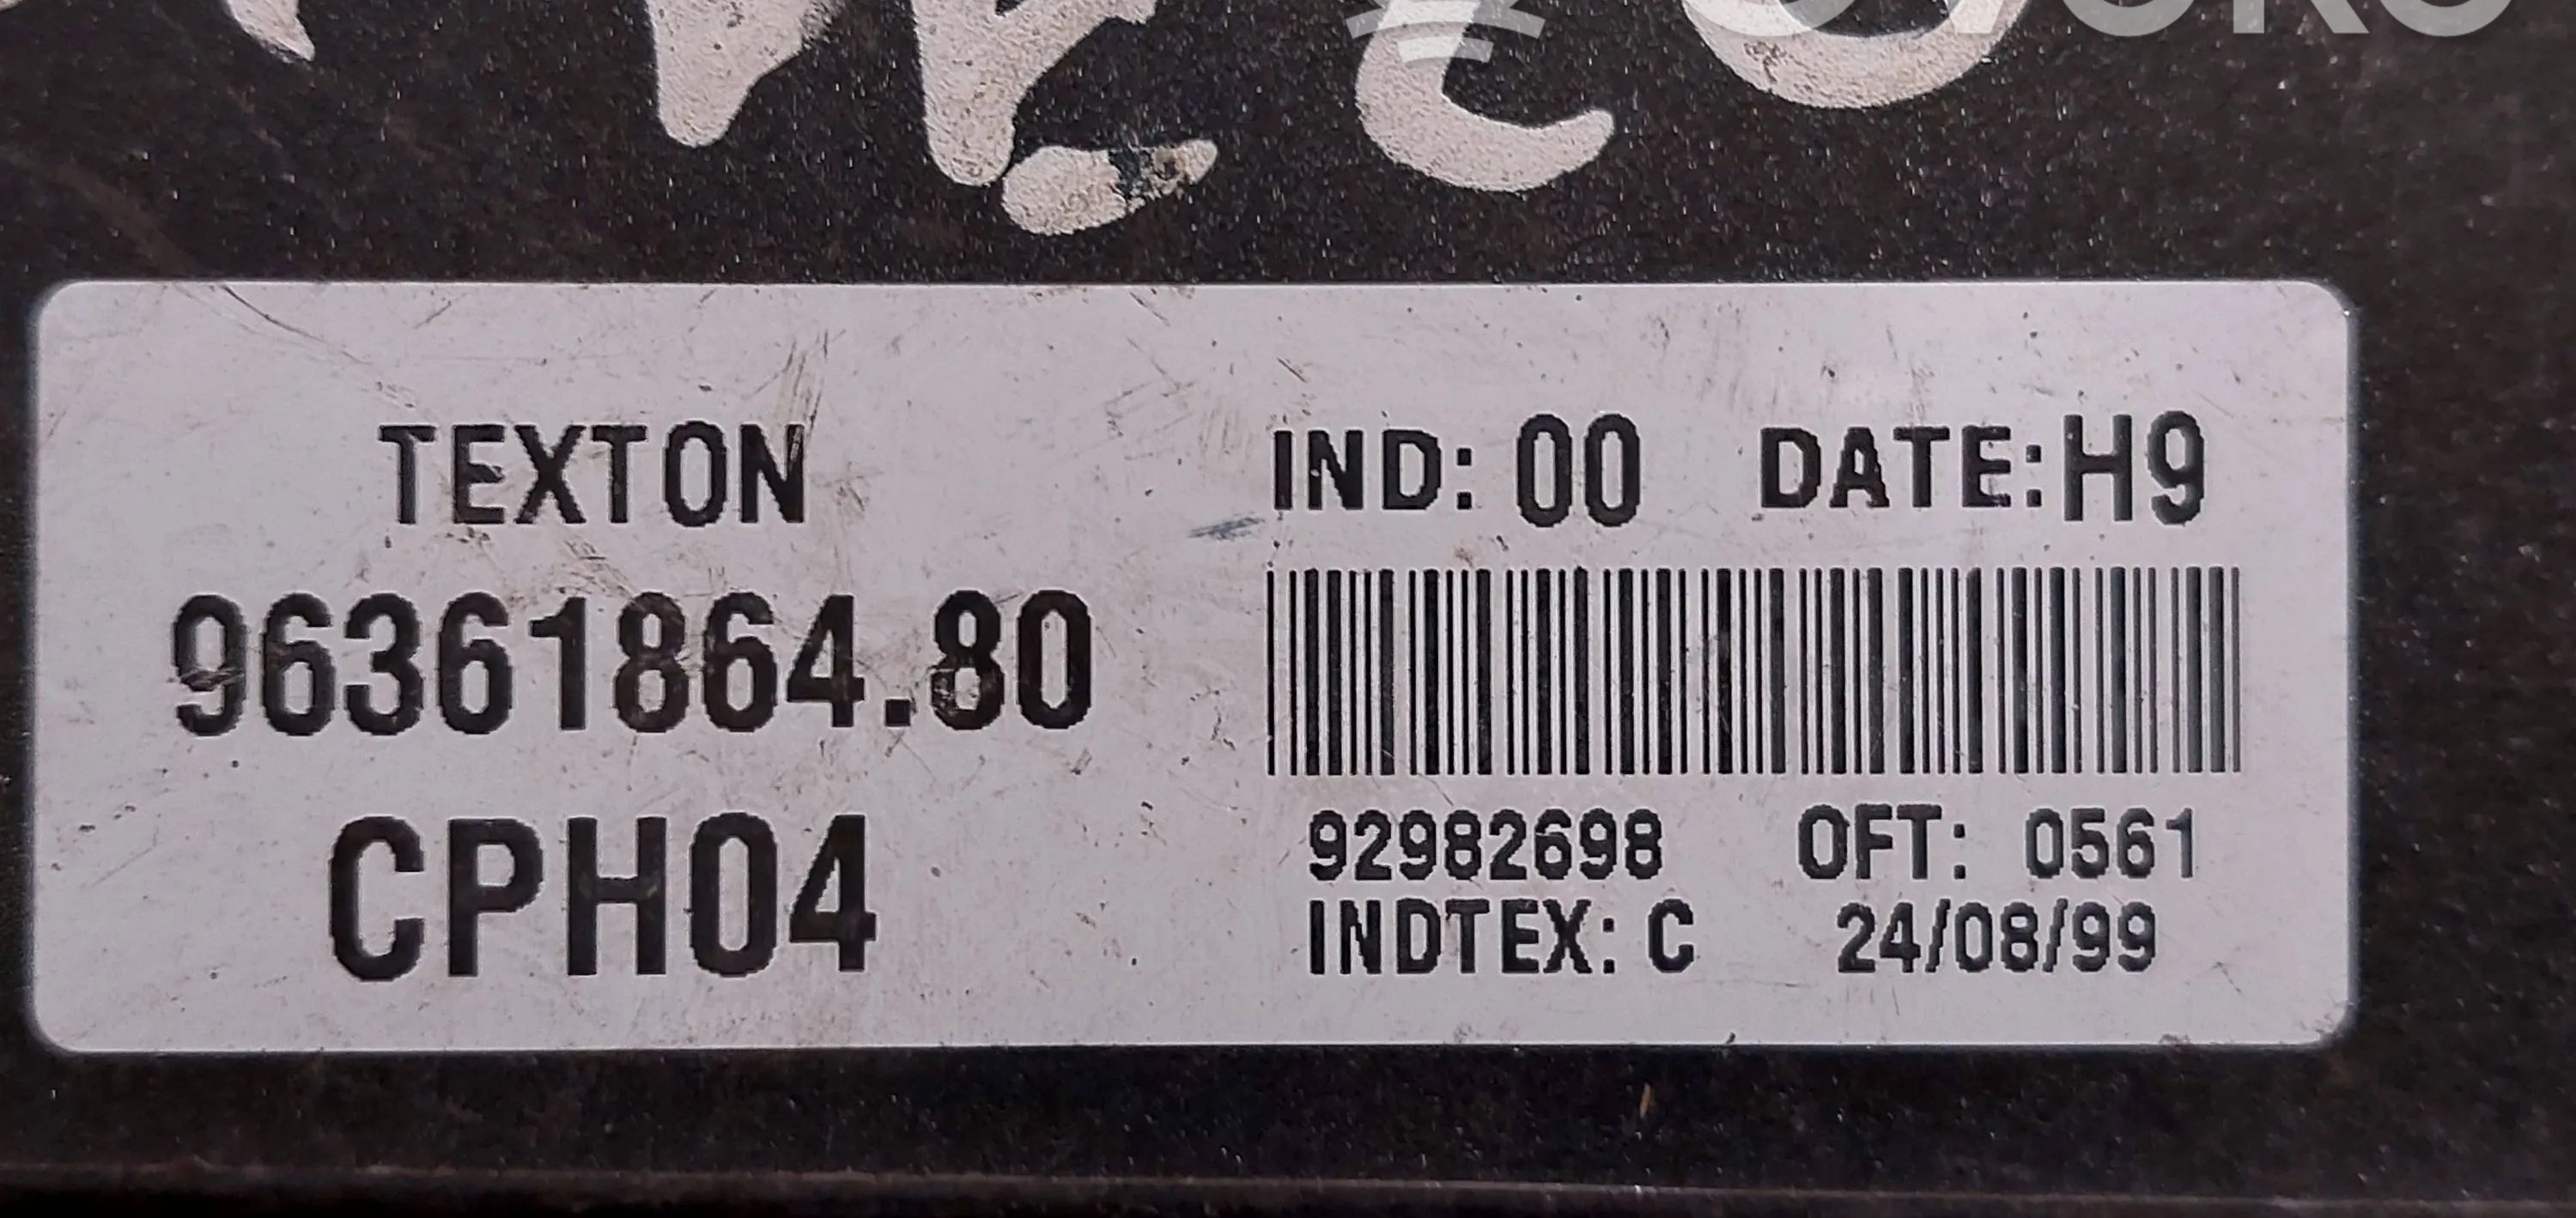 TEXTON
96361864.80
CPH04
IND: 00 DATE:H9
92982698 OFT: 0561
INDTEX: C 24/08/99